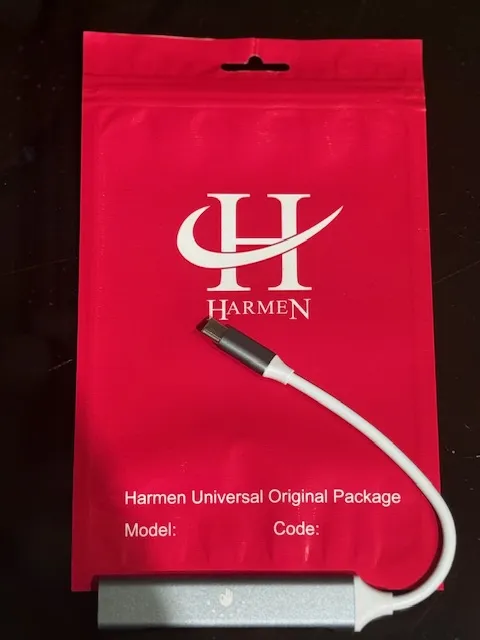 H
HARMEN
Harmen Universal Original Package
Model: Code: